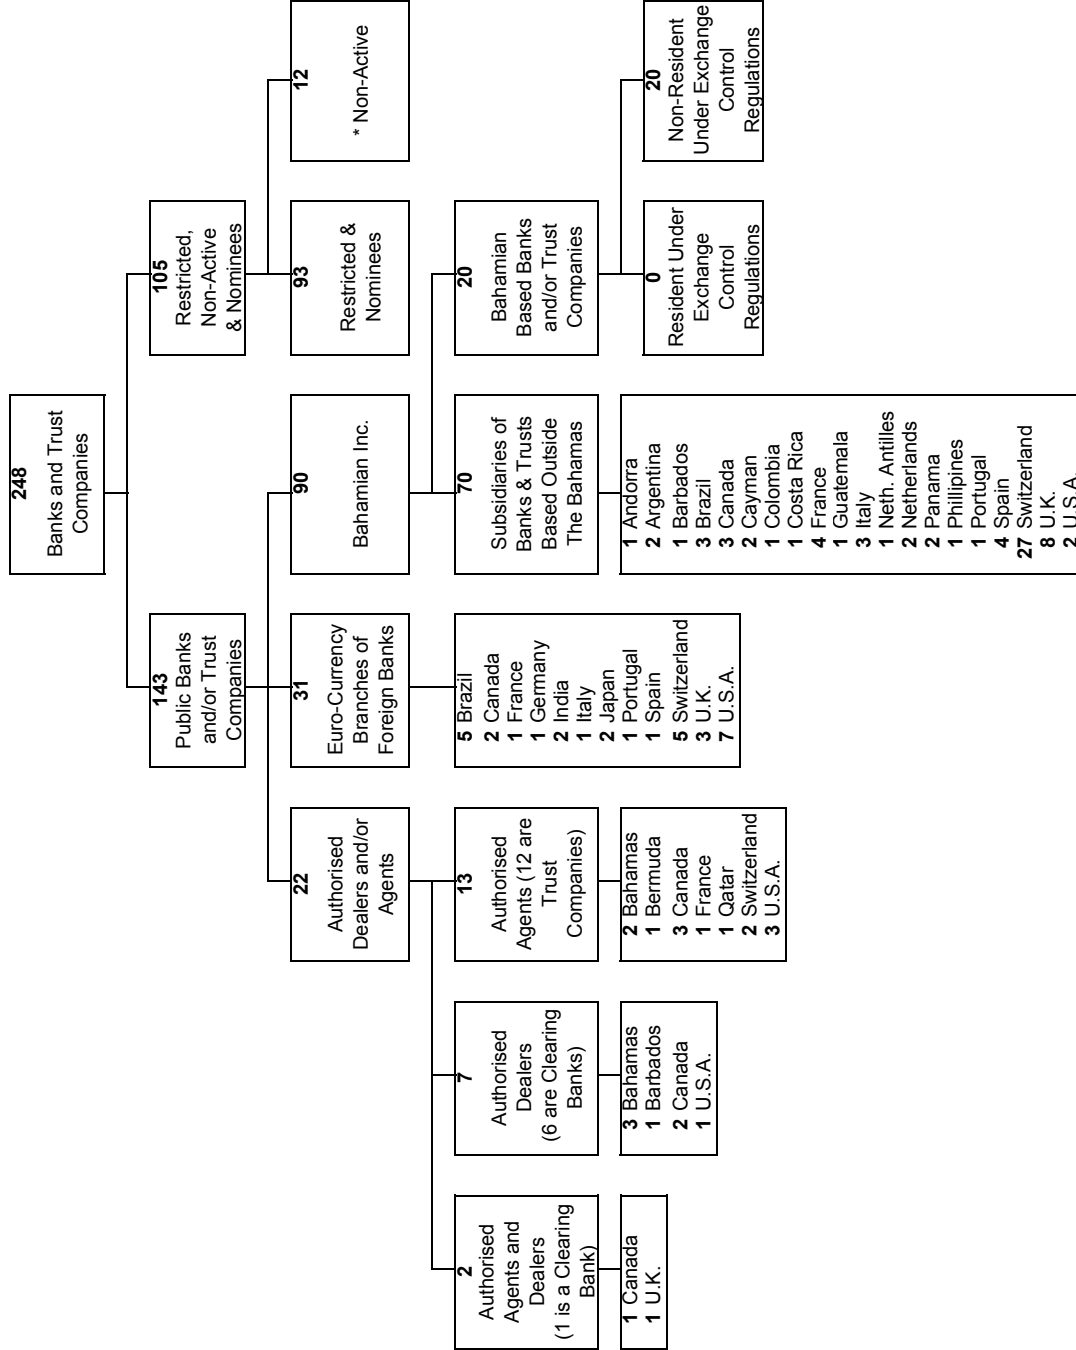 248
Banks and Trust
Companies
143
Public Banks
and/or Trust
Companies
105
Restricted,
Non-Active
& Nominees
22
Authorised
Dealers and/or
Agents
31
Euro-Currency
Branches of
Foreign Banks
90
Bahamian Inc.
93
Restricted &
Nominees
12
* Non-Active
2
Authorised
Agents and
Dealers
(1 is a Clearing
Bank)
7
Authorised
Dealers
(6 are Clearing
Banks)
13
Authorised
Agents (12 are
Trust
Companies)
5 Brazil
2 Canada
1 France
1 Germany
2 India
1 Italy
2 Japan
1 Portugal
1 Spain
5 Switzerland
3 U.K.
7 U.S.A.
70
Subsidiaries of
Banks & Trusts
Based Outside
The Bahamas
20
Bahamian
Based Banks
and/or Trust
Companies
1 Canada
1 U.K.
3 Bahamas
1 Barbados
2 Canada
1 U.S.A.
2 Bahamas
1 Bermuda
3 Canada
1 France
1 Qatar
2 Switzerland
3 U.S.A.
1 Andorra
2 Argentina
1 Barbados
3 Brazil
3 Canada
2 Cayman
1 Colombia
1 Costa Rica
4 France
1 Guatemala
3 Italy
1 Neth. Antilles
2 Netherlands
2 Panama
1 Phillipines
1 Portugal
4 Spain
27 Switzerland
8 U.K.
2 U.S.A.
0
Resident Under
Exchange
Control
Regulations
20
Non-Resident
Under Exchange
Control
Regulations